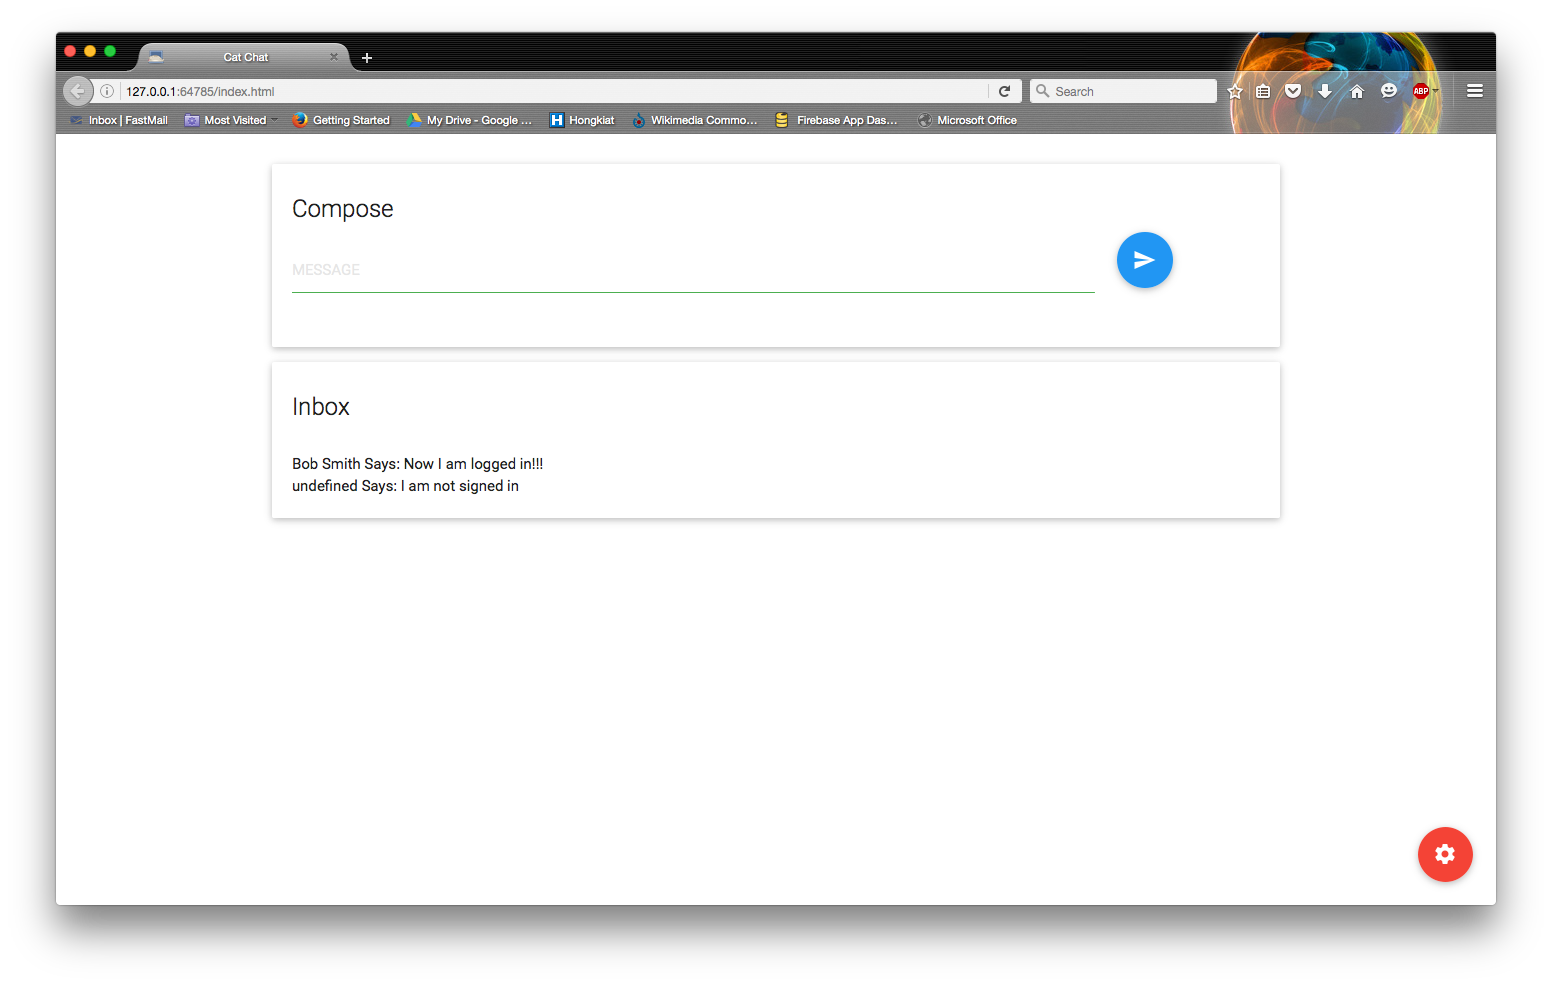 Cat Chat
127.0.0.1:64785/index.html
Search
ABP
Inbox | FastMail Most Visited Getting Started My Drive - Google ... H Hongkiat Wikimedia Commo... Firebase App Das... Microsoft Office
Compose
MESSAGE
Inbox
Bob Smith Says: Now I am logged in!!!
undefined Says: I am not signed in